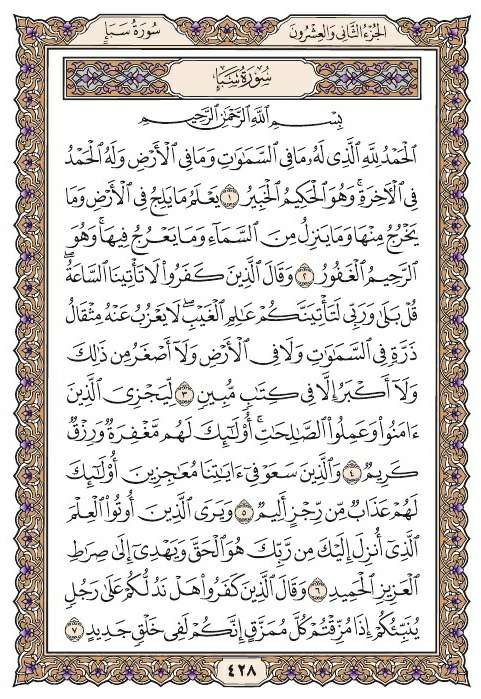 الجزء الثاني والعشرون سورة سبإ
سُورَةُ سَبَإٍ
بِسْمِ ٱللَّهِ ٱلرَّحْمَٰنِ ٱلرَّحِيمِ
ٱلْحَمْدُ لِلَّهِ ٱلَّذِى لَهُۥ مَا فِى ٱلسَّمَٰوَٰتِ وَمَا فِى ٱلْأَرْضِ وَلَهُ ٱلْحَمْدُ
فِى ٱلْءَاخِرَةِ ۚ وَهُوَ ٱلْحَكِيمُ ٱلْخَبِيرُ ١ يَعْلَمُ مَا يَلِجُ فِى ٱلْأَرْضِ وَمَا
يَخْرُجُ مِنْهَا وَمَا يَنزِلُ مِنَ ٱلسَّمَآءِ وَمَا يَعْرُجُ فِيهَا ۚ وَهُوَ
ٱلرَّحِيمُ ٱلْغَفُورُ ٢ وَقَالَ ٱلَّذِينَ كَفَرُوا۟ لَا تَأْتِينَا ٱلسَّاعَةُ ۖ
قُلْ بَلَىٰ وَرَبِّى لَتَأْتِيَنَّكُمْ عَٰلِمِ ٱلْغَيْبِ ۖ لَا يَعْزُبُ عَنْهُ مِثْقَالُ
ذَرَّةٍ فِى ٱلسَّمَٰوَٰتِ وَلَا فِى ٱلْأَرْضِ وَلَآ أَصْغَرُ مِن ذَٰلِكَ
وَلَآ أَكْبَرُ إِلَّا فِى كِتَٰبٍ مُّبِينٍ ٣ لِّيَجْزِىَ ٱلَّذِينَ
ءَامَنُوا۟ وَعَمِلُوا۟ ٱلصَّٰلِحَٰتِ ۚ أُو۟لَٰٓئِكَ لَهُم مَّغْفِرَةٌ وَرِزْقٌ
كَرِيمٌ ٤ وَٱلَّذِينَ سَعَوْ فِىٓ ءَايَٰتِنَا مُعَٰجِزِينَ أُو۟لَٰٓئِكَ
لَهُمْ عَذَابٌ مِّن رِّجْزٍ أَلِيمٌ ٥ وَيَرَى ٱلَّذِينَ أُوتُوا۟ ٱلْعِلْمَ
ٱلَّذِىٓ أُنزِلَ إِلَيْكَ مِن رَّبِّكَ هُوَ ٱلْحَقَّ وَيَهْدِىٓ إِلَىٰ صِرَٰطِ
ٱلْعَزِيزِ ٱلْحَمِيدِ ٦ وَقَالَ ٱلَّذِينَ كَفَرُوا۟ هَلْ نَدُلُّكُمْ عَلَىٰ رَجُلٍ
يُنَبِّئُكُمْ إِذَا مُزِّقْتُمْ كُلَّ مُمَزَّقٍ إِنَّكُمْ لَفِى خَلْقٍ جَدِيدٍ ٧
٤٢٨